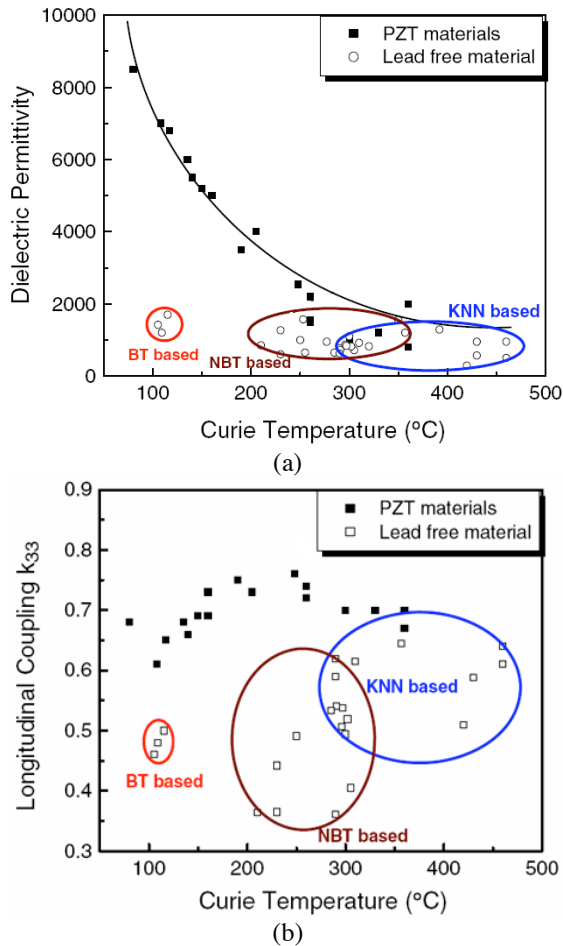 10000
8000
6000
4000
2000
0
Dielectric Permittivity
PZT materials
Lead free material
KNN based
BT based
NBT based
100
200
300
400
500
Curie Temperature (°C)
(a)
0.9
0.8
0.7
0.6
0.5
0.4
0.3
Longitudinal Coupling k33
PZT materials
Lead free material
KNN based
BT based
NBT based
100
200
300
400
500
Curie Temperature (°C)
(b)